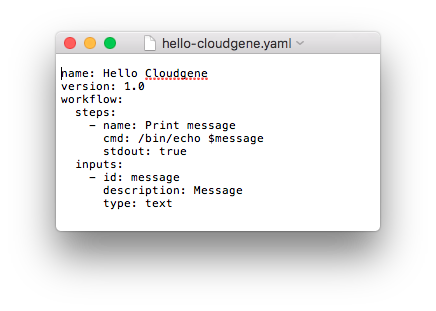 hello-cloudgene.yaml
name: Hello Cloudgene
version: 1.0
workflow:
  steps:
    - name: Print message
      cmd: /bin/echo $message
      stdout: true
  inputs:
    - id: message
      description: Message
      type: text